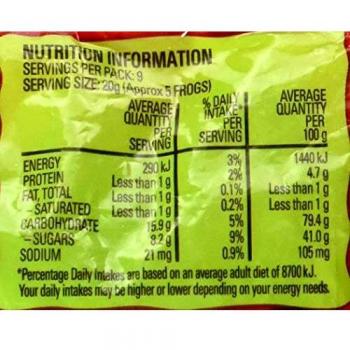 NUTRITION INFORMATION
SERVINGS PER PACK: 9
SERVING SIZE: 20g (Approx 5 FROGS)
AVERAGE QUANTITY PER SERVING % DAILY INTAKE* PER SERVING AVERAGE QUANTITY PER 100 g
ENERGY 290 kJ 3% 1440 kJ
PROTEIN Less than 1 g 2% 4.7 g
FAT, TOTAL Less than 1 g 0.1% Less than 1 g
– SATURATED Less than 1 g 0.2% Less than 1 g
CARBOHYDRATE 15.9 g 5% 79.4 g
– SUGARS 8.2 g 9% 41.0 g
SODIUM 21 mg 0.9% 105 mg
*Percentage Daily Intakes are based on an average adult diet of 8700 kJ.
Your daily intakes may be higher or lower depending on your energy needs.